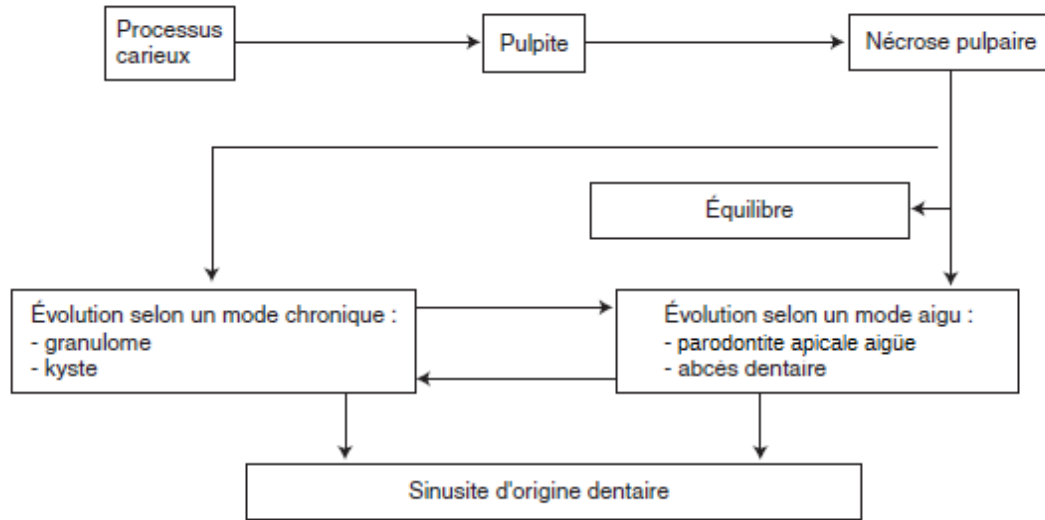 Processus
carieux
Pulpite
Nécrose pulpaire
Équilibre
Évolution selon un mode chronique :
- granulome
- kyste
Évolution selon un mode aigu :
- parodontite apicale aigüe
- abcés dentaire
Sinusite d'origine dentaire